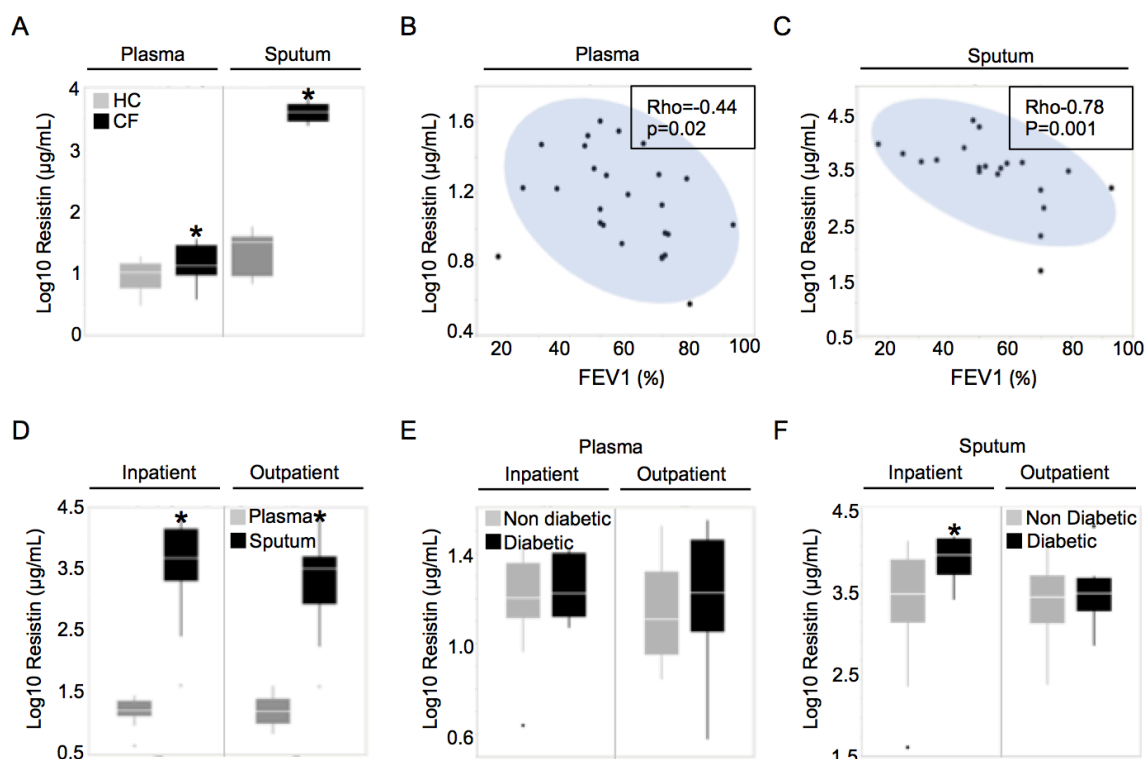 A
Plasma
Sputum
HC
CF
*
*
Log10 Resistin (µg/mL)
4
3
2
1
0
B
Plasma
Rho=-0.44
p=0.02
Log10 Resistin (µg/mL)
1.6
1.2
0.8
0.4
20 40 60 80 100
FEV1 (%)
C
Sputum
Rho-0.78
P=0.001
Log10 Resistin (µg/mL)
4.5
3.5
2.5
1.5
0.5
20 40 60 80 100
FEV1 (%)
D
Inpatient
Outpatient
Plasma
Sputum
*
*
Log10 Resistin (µg/mL)
4.5
3.5
2.5
1.5
0.5
E
Plasma
Inpatient
Outpatient
Non diabetic
Diabetic
Log10 Resistin (µg/mL)
1.4
1.0
0.6
F
Sputum
Inpatient
Outpatient
Non Diabetic
Diabetic
*
Log10 Resistin (µg/mL)
4.5
3.5
2.5
1.5